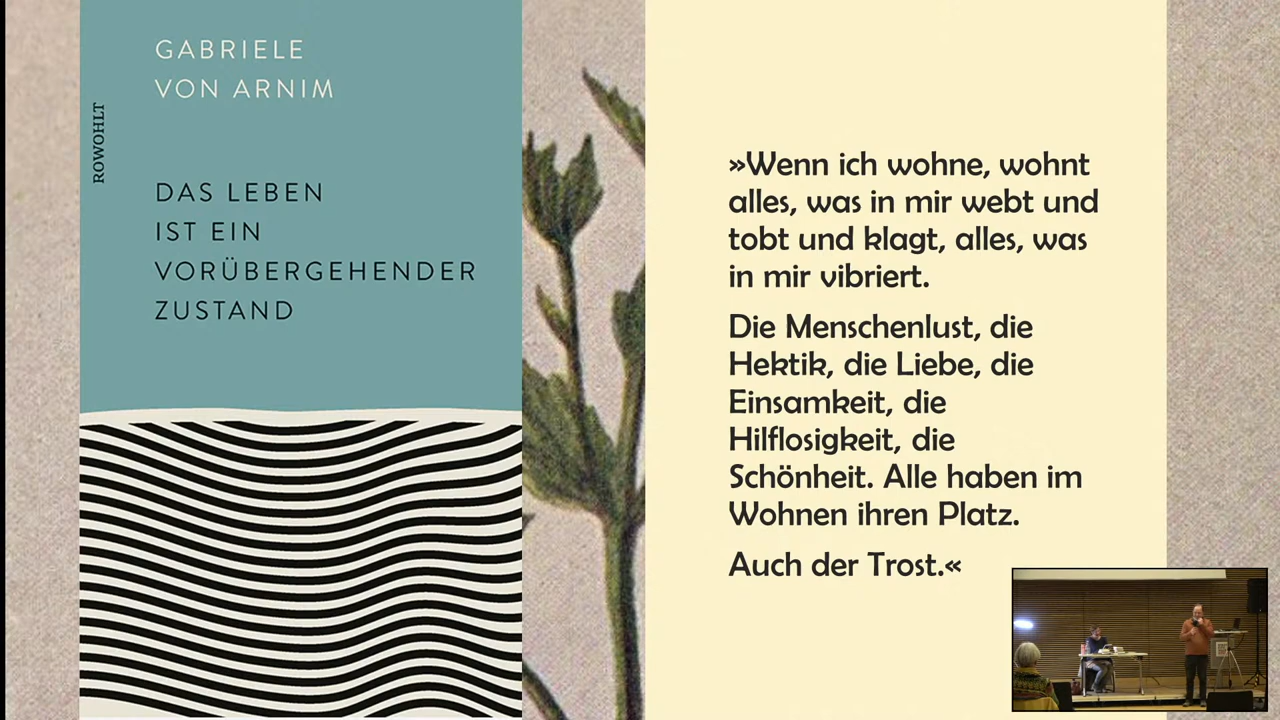 GABRIELE
VON ARNIM
ROWOHLT
DAS LEBEN
IST EIN
VORÜBERGEHENDER
ZUSTAND
»Wenn ich wohne, wohnt
alles, was in mir webt und
tobt und klagt, alles, was
in mir vibriert.
Die Menschenlust, die
Hektik, die Liebe, die
Einsamkeit, die
Hilflosigkeit, die
Schönheit. Alle haben im
Wohnen ihren Platz.
Auch der Trost.«